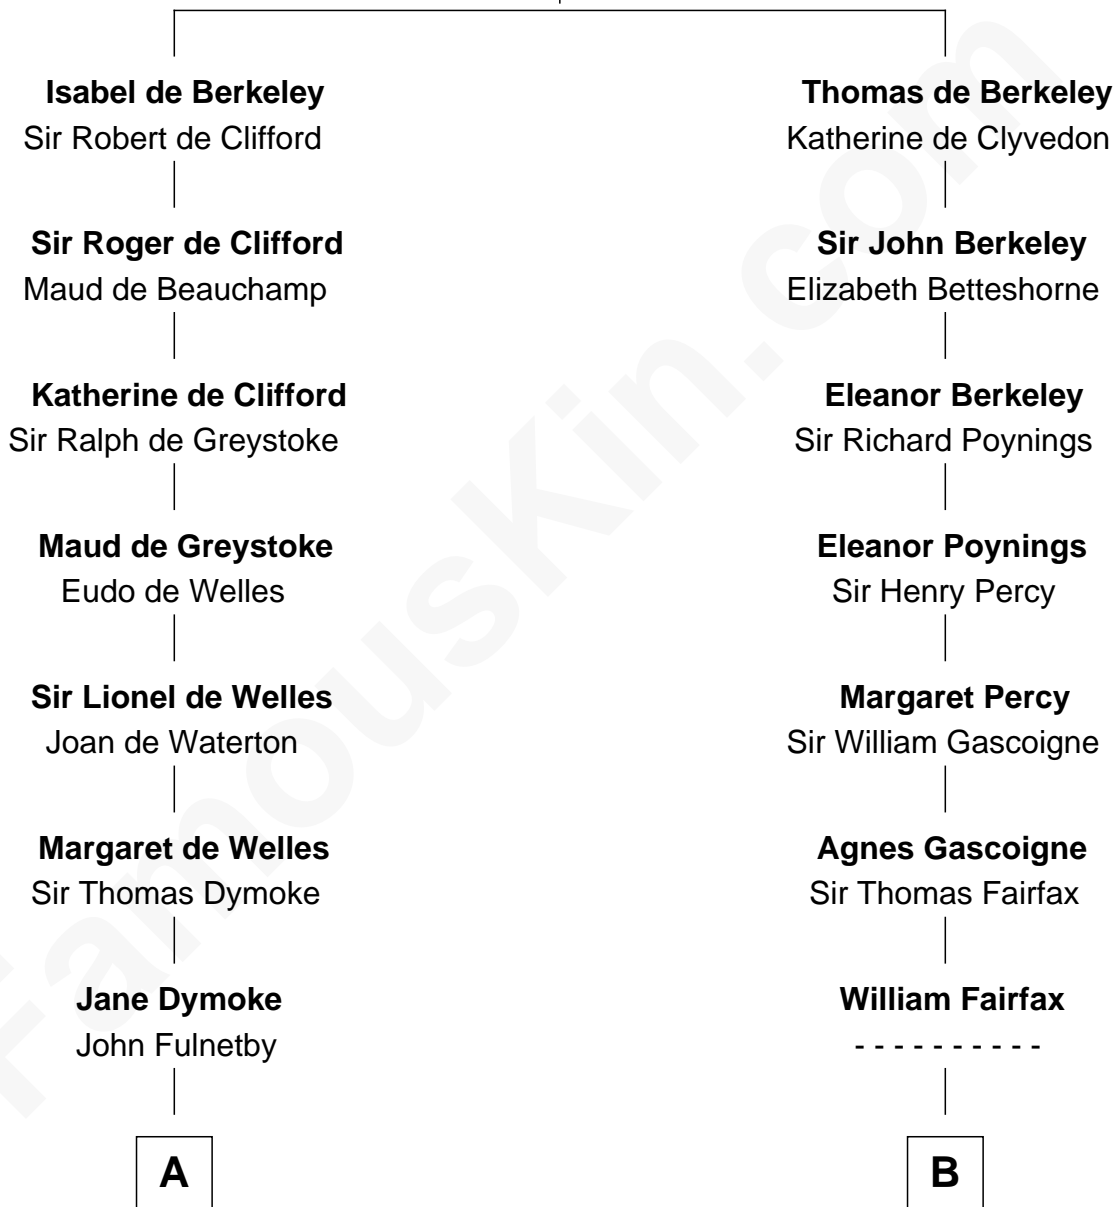 Isabel de Berkeley
Sir Robert de Clifford
Sir Roger de Clifford
Maud de Beauchamp
Katherine de Clifford
Sir Ralph de Greystoke
Maud de Greystoke
Eudo de Welles
Sir Lionel de Welles
Joan de Waterton
Margaret de Welles
Sir Thomas Dymoke
Jane Dymoke
John Fulnetby
A
Thomas de Berkeley
Katherine de Clyvedon
Sir John Berkeley
Elizabeth Betteshorne
Eleanor Berkeley
Sir Richard Poynings
Eleanor Poynings
Sir Henry Percy
Margaret Percy
Sir William Gascoigne
Agnes Gascoigne
Sir Thomas Fairfax
William Fairfax
- - - - - - - - - -
B
FamousKin.com